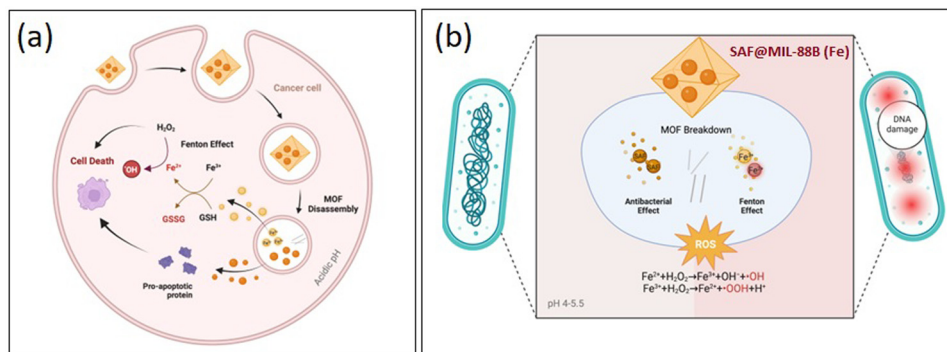 (a)
Cancer cell
H₂O₂
Fenton Effect
Cell Death
•OH
Fe²⁺
Fe³⁺
GSSG
GSH
MOF
Disassembly
Pro-apoptotic
protein
Acidic pH
(b)
SAF@MIL-88B (Fe)
MOF Breakdown
SAF
SAF
Antibacterial
Effect
Fenton
Effect
ROS
Fe²⁺+H₂O₂→Fe³⁺+OH⁻+•OH
Fe³⁺+H₂O₂→Fe²⁺+•OOH+H⁺
pH 4-5.5
DNA
damage